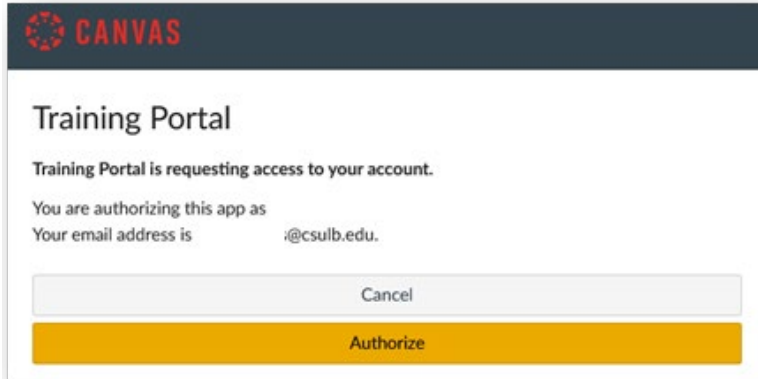 CANVAS
Training Portal
Training Portal is requesting access to your account.
You are authorizing this app as
Your email address is @csulb.edu.
Cancel
Authorize